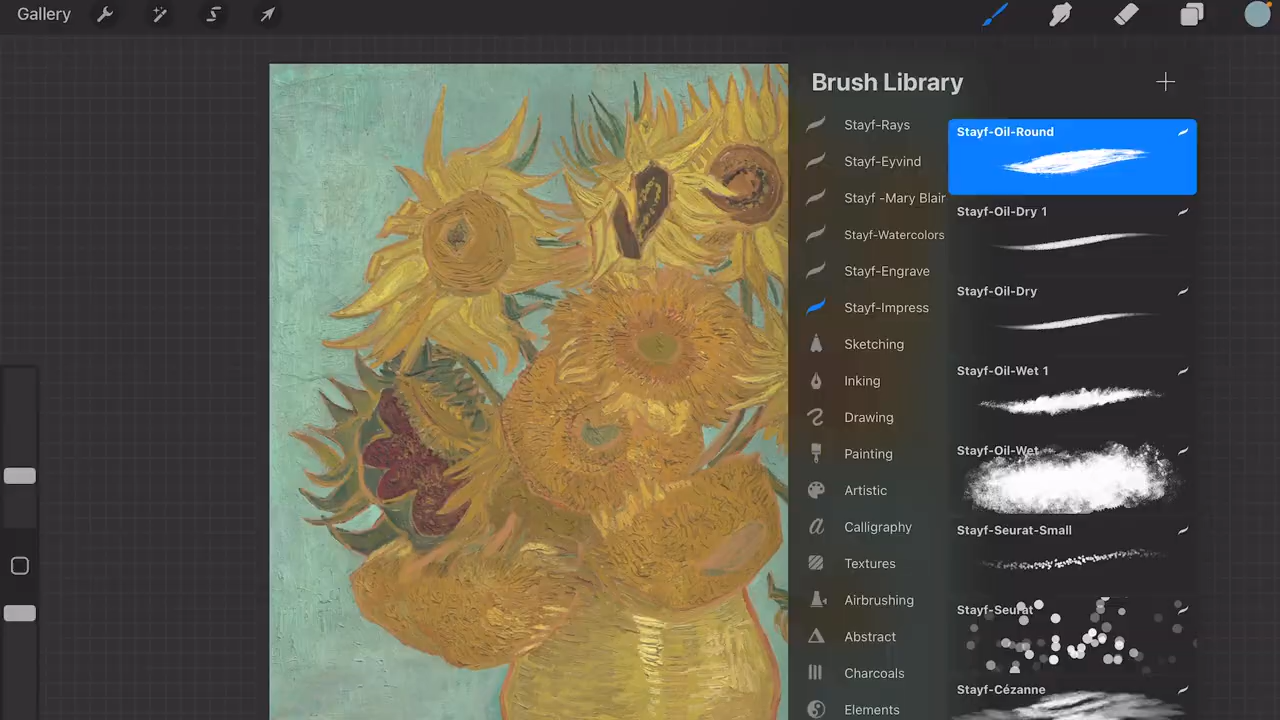 Gallery
Brush Library
Stayf-Rays
Stayf-Eyvind
Stayf -Mary Blair
Stayf-Watercolors
Stayf-Engrave
Stayf-Impress
Sketching
Inking
Drawing
Painting
Artistic
Calligraphy
Textures
Airbrushing
Abstract
Charcoals
Elements
Stayf-Oil-Round
Stayf-Oil-Dry 1
Stayf-Oil-Dry
Stayf-Oil-Wet 1
Stayf-Oil-Wet
Stayf-Seurat-Small
Stayf-Seurat
Stayf-Cézanne